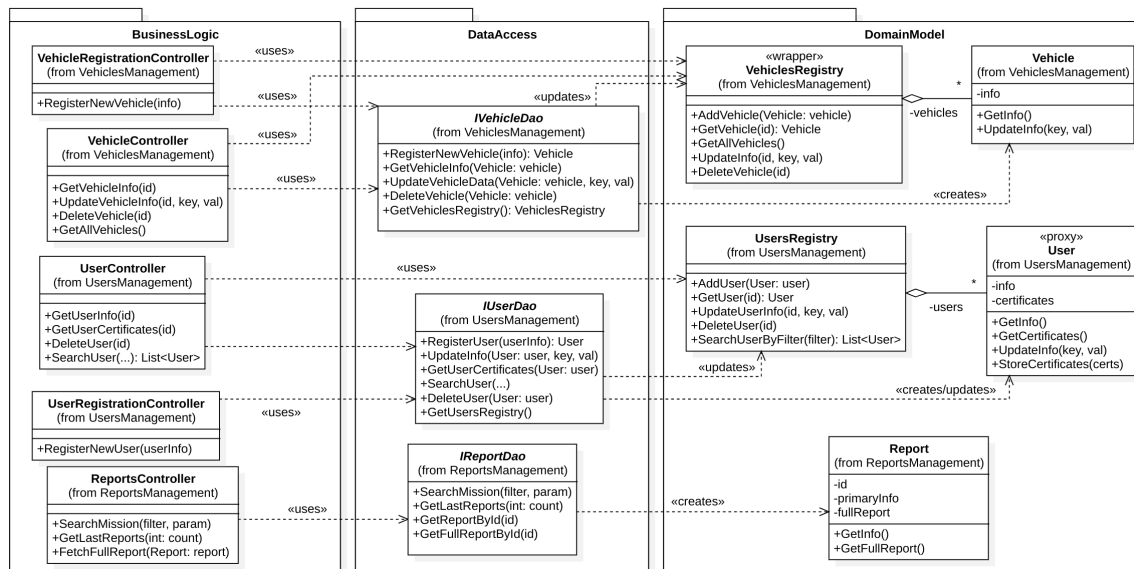 BusinessLogic
VehicleRegistrationController
(from VehiclesManagement)
+RegisterNewVehicle(info)
VehicleController
(from VehiclesManagement)
+GetVehicleInfo(id)
+UpdateVehicleInfo(id, key, val)
+DeleteVehicle(id)
+GetAllVehicles()
UserController
(from UsersManagement)
+GetUserInfo(id)
+GetUserCertificates(id)
+DeleteUser(id)
+SearchUser(...): List<User>
UserRegistrationController
(from UsersManagement)
+RegisterNewUser(userInfo)
ReportsController
(from ReportsManagement)
+SearchMission(filter, param)
+GetLastReports(int: count)
+FetchFullReport(Report: report)
«uses»
«uses»
«uses»
«uses»
«uses»
«uses»
«uses»
DataAccess
IVehicleDao
(from VehiclesManagement)
+RegisterNewVehicle(info): Vehicle
+GetVehicleInfo(Vehicle: vehicle)
+UpdateVehicleData(Vehicle: vehicle, key, val)
+DeleteVehicle(Vehicle: vehicle)
+GetVehiclesRegistry(): VehiclesRegistry
IUserDao
(from UsersManagement)
+RegisterUser(userInfo): User
+UpdateInfo(User: user, key, val)
+GetUserCertificates(User: user)
+SearchUser(...)
+DeleteUser(User: user)
+GetUsersRegistry()
IReportDao
(from ReportsManagement)
+SearchMission(filter, param)
+GetLastReports(int: count)
+GetReportById(id)
+GetFullReportById(id)
«updates»
«creates»
«updates»
«creates/updates»
«creates»
DomainModel
«wrapper»
VehiclesRegistry
(from VehiclesManagement)
+AddVehicle(Vehicle: vehicle)
+GetVehicle(id): Vehicle
+GetAllVehicles()
+UpdateInfo(id, key, val)
+DeleteVehicle(id)
*
-vehicles
Vehicle
(from VehiclesManagement)
-info
+GetInfo()
+UpdateInfo(key, val)
UsersRegistry
(from UsersManagement)
+AddUser(User: user)
+GetUser(id): User
+UpdateUserInfo(id, key, val)
+DeleteUser(id)
+SearchUserByFilter(filter): List<User>
*
-users
«proxy»
User
(from UsersManagement)
-info
-certificates
+GetInfo()
+GetCertificates()
+UpdateInfo(key, val)
+StoreCertificates(certs)
Report
(from ReportsManagement)
-id
-primaryInfo
-fullReport
+GetInfo()
+GetFullReport()